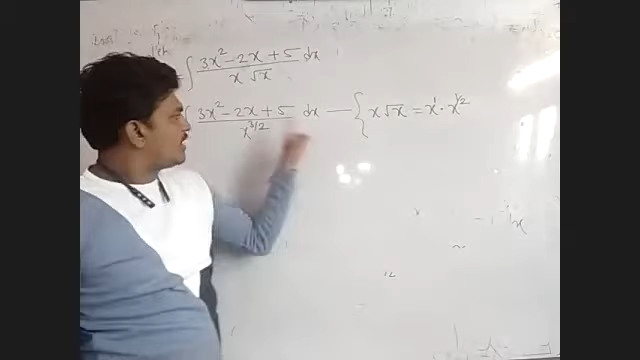 ∫ (3x² - 2x + 5)/(x √x) dx
∫ (3x² - 2x + 5)/x^(3/2) dx — { x√x = x¹ · x^(1/2)